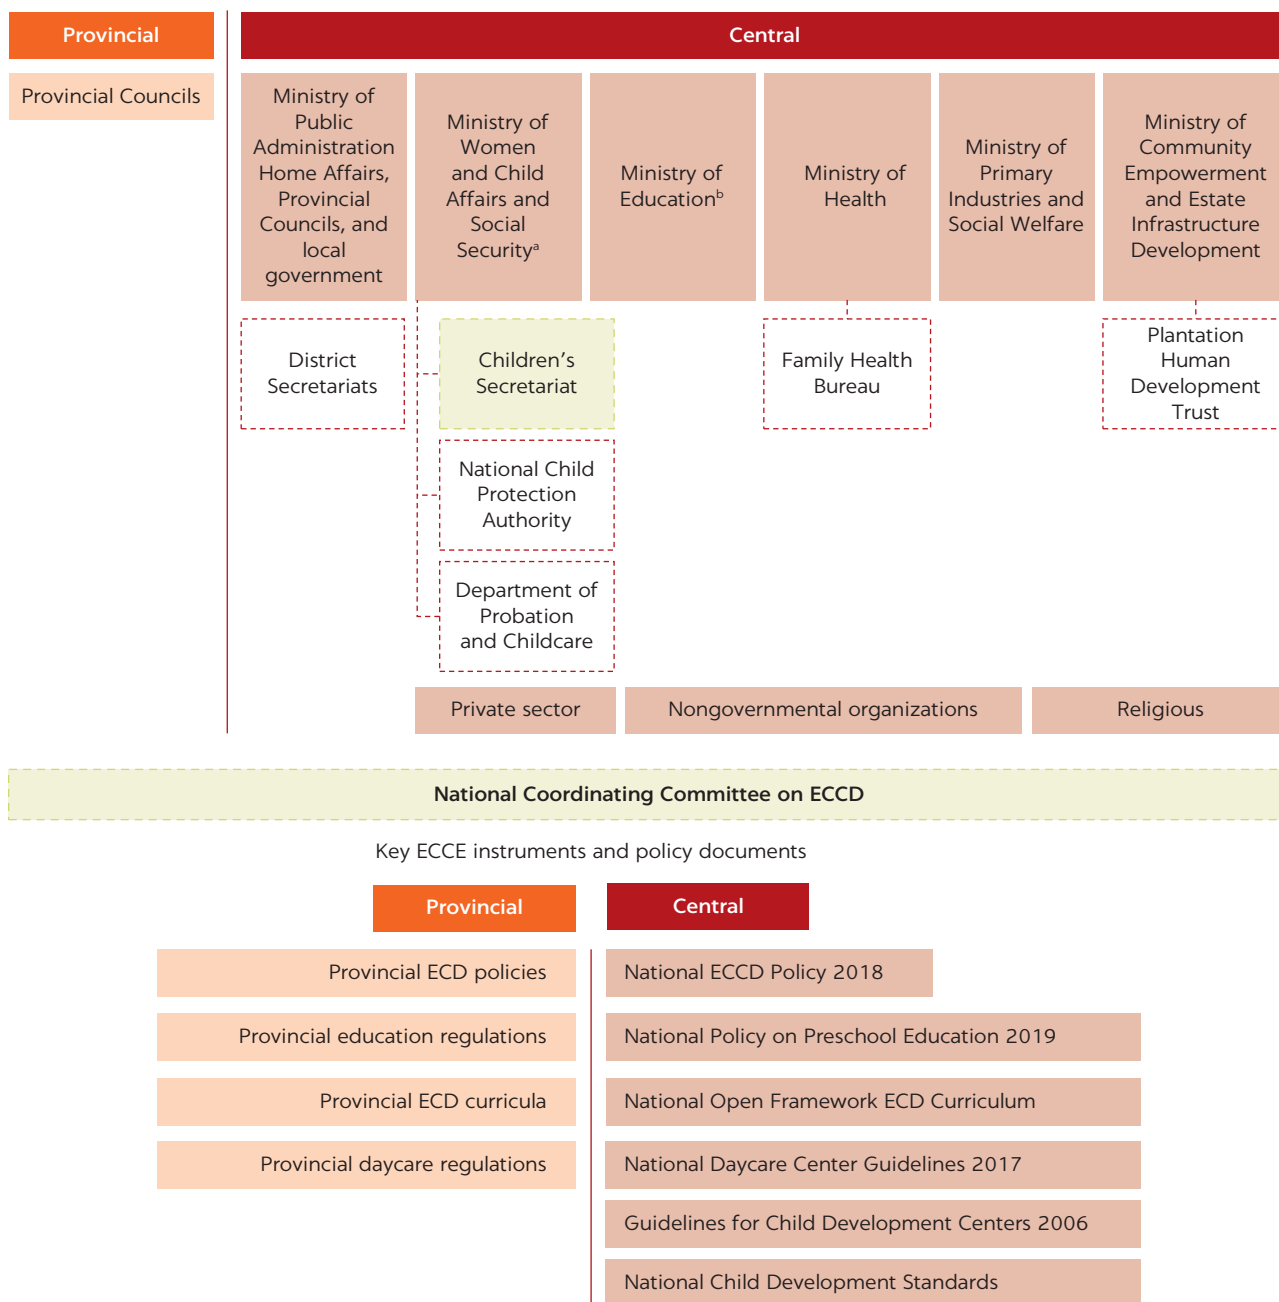 Provincial
Central
Provincial Councils
Ministry of
Public
Administration
Home Affairs,
Provincial
Councils, and
local
government
Ministry of
Women
and Child
Affairs and
Social
Securityᵃ
Ministry of
Educationᵇ
Ministry of
Health
Ministry of
Primary
Industries and
Social Welfare
Ministry of
Community
Empowerment
and Estate
Infrastructure
Development
District
Secretariats
Children’s
Secretariat
Family Health
Bureau
Plantation
Human
Development
Trust
National Child
Protection
Authority
Department of
Probation
and Childcare
Private sector
Nongovernmental organizations
Religious
National Coordinating Committee on ECCD
Key ECCE instruments and policy documents
Provincial
Central
Provincial ECD policies
National ECCD Policy 2018
Provincial education regulations
National Policy on Preschool Education 2019
Provincial ECD curricula
National Open Framework ECD Curriculum
Provincial daycare regulations
National Daycare Center Guidelines 2017
Guidelines for Child Development Centers 2006
National Child Development Standards